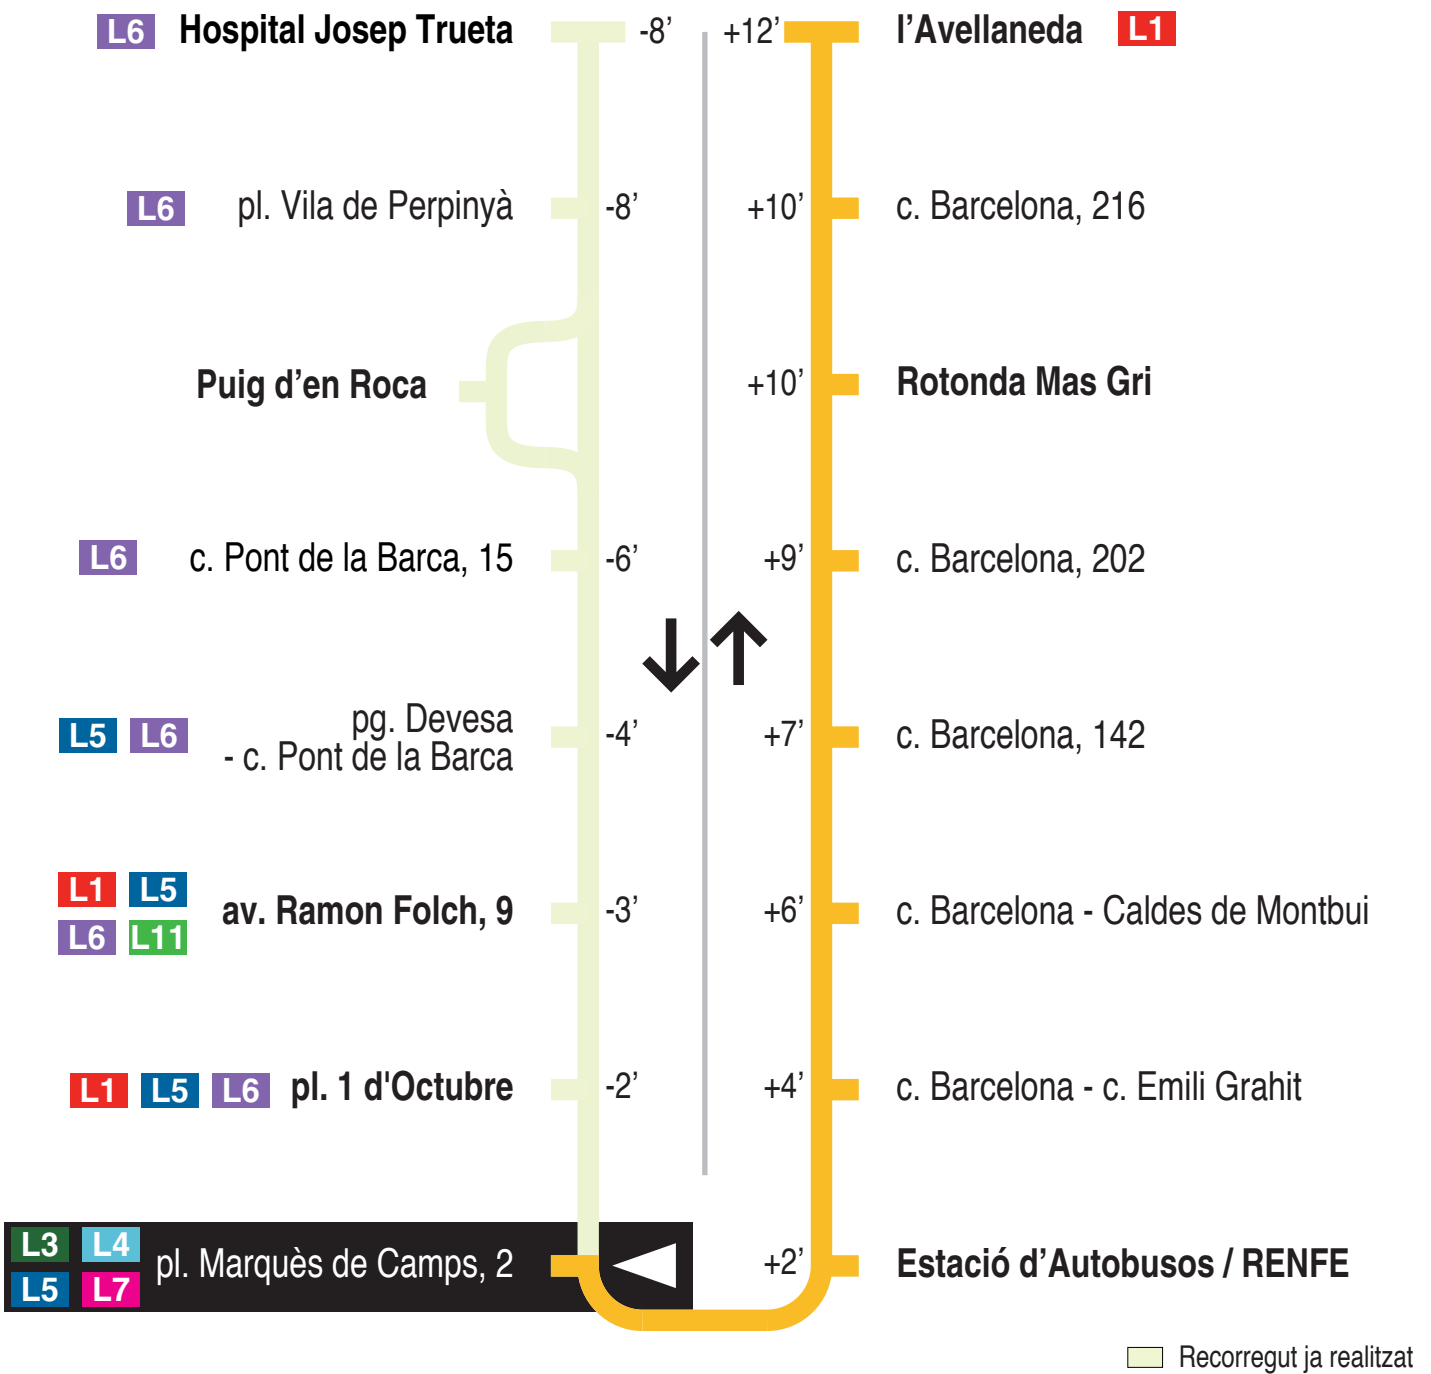 L6 Hospital Josep Trueta -8’
L6 pl. Vila de Perpinyà -8’
Puig d’en Roca
L6 c. Pont de la Barca, 15 -6’
L5 L6 pg. Devesa
- c. Pont de la Barca -4’
L1 L5
L6 L11 av. Ramon Folch, 9 -3’
L1 L5 L6 pl. 1 d'Octubre -2’
L3 L4
L5 L7 pl. Marquès de Camps, 2
+12’ l’Avellaneda L1
+10’ c. Barcelona, 216
+10’ Rotonda Mas Gri
+9’ c. Barcelona, 202
+7’ c. Barcelona, 142
+6’ c. Barcelona - Caldes de Montbui
+4’ c. Barcelona - c. Emili Grahit
+2’ Estació d’Autobusos / RENFE
Recorregut ja realitzat